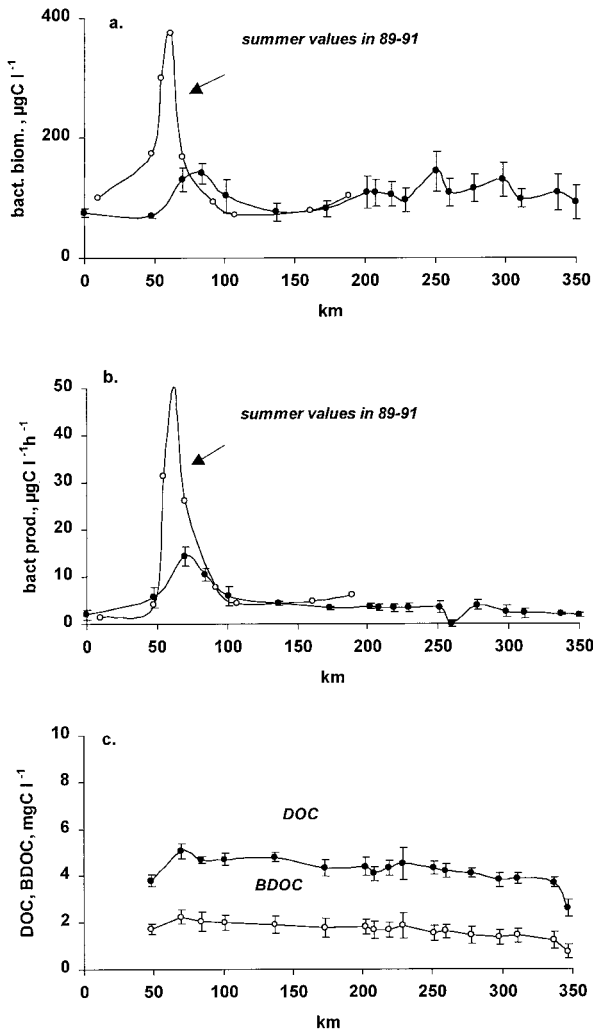 a.
bact. biom., µgC l⁻¹
400
200
0
summer values in 89-91
0 50 100 150 200 250 300 350
km
b.
bact prod., µgC l⁻¹h⁻¹
50
40
30
20
10
0
summer values in 89-91
0 50 100 150 200 250 300 350
km
c.
DOC, BDOC, mgC l⁻¹
10
8
6
4
2
0
DOC
BDOC
0 50 100 150 200 250 300 350
km